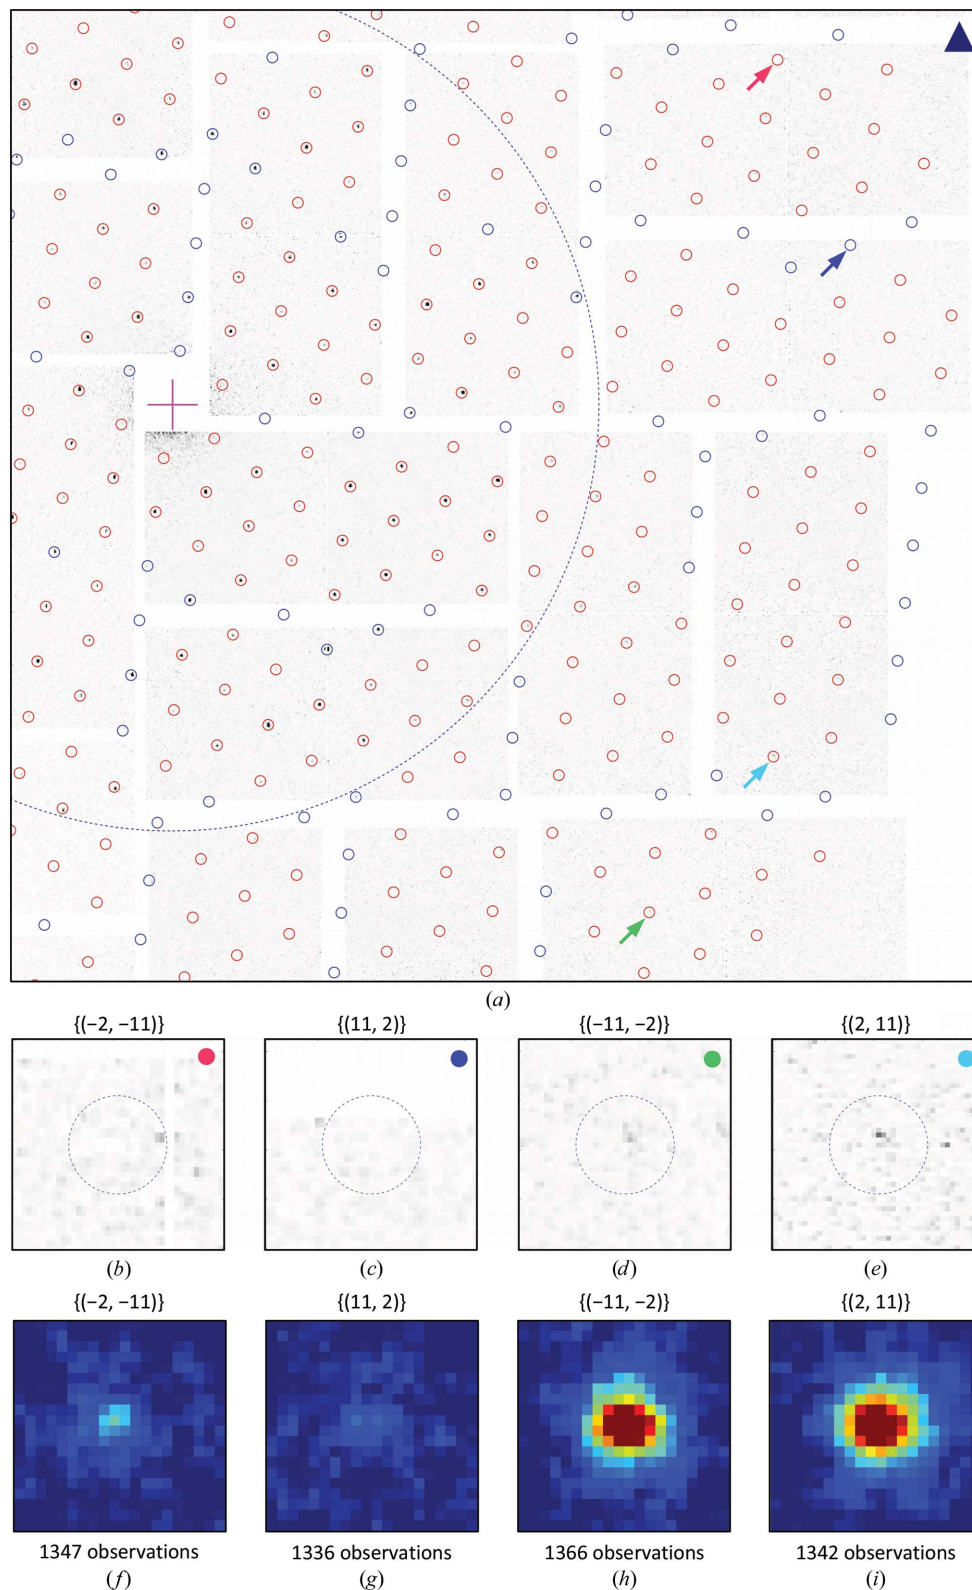 (a)
{(−2, −11)} {(11, 2)} {(−11, −2)} {(2, 11)}
(b) (c) (d) (e)
{(−2, −11)} {(11, 2)} {(−11, −2)} {(2, 11)}
1347 observations 1336 observations 1366 observations 1342 observations
(f) (g) (h) (i)